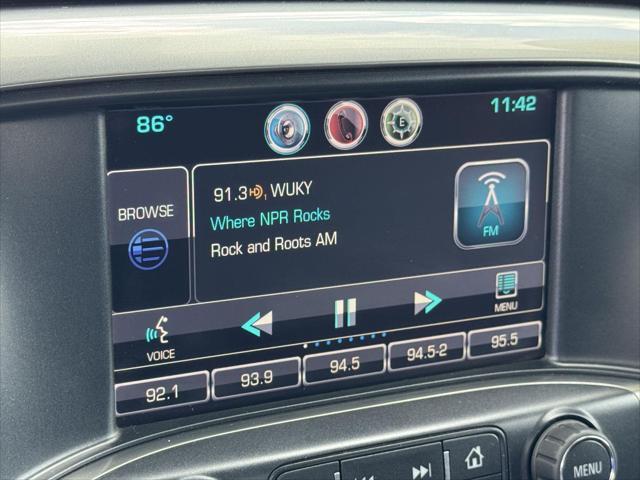 86°
E
11:42
BROWSE
91.3 HD, WUKY
Where NPR Rocks
Rock and Roots AM
FM
VOICE
MENU
92.1
93.9
94.5
94.5-2
95.5
MENU